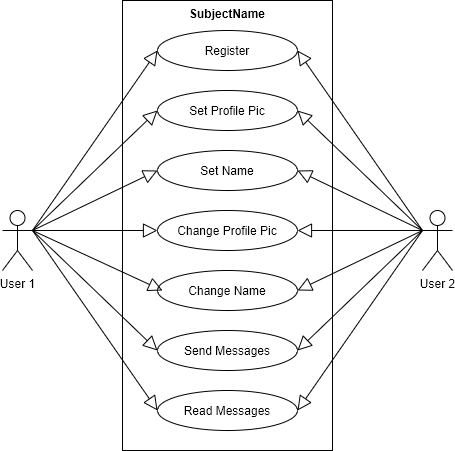 SubjectName
Register
Set Profile Pic
Set Name
Change Profile Pic
User 1
User 2
Change Name
Send Messages
Read Messages